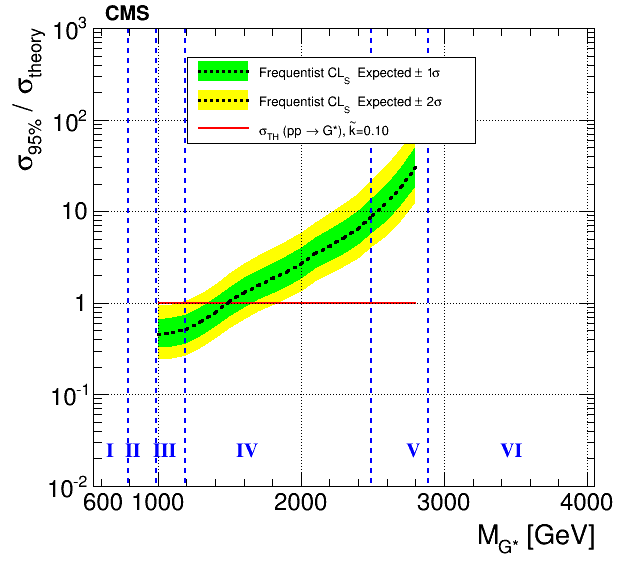 CMS
σ95% / σtheory
10³
10²
10
1
10⁻¹
10⁻²
Frequentist CLS Expected ± 1σ
Frequentist CLS Expected ± 2σ
σTH (pp → G*), k̃=0.10
I II III IV V VI
600 1000 2000 3000 4000
MG* [GeV]